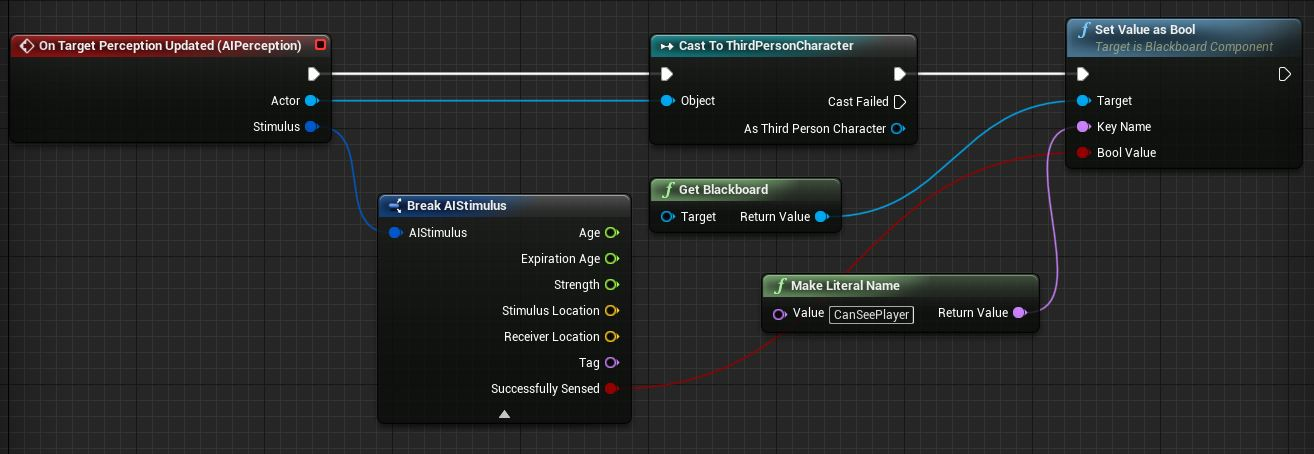 On Target Perception Updated (AIPerception)
Actor
Stimulus
Cast To ThirdPersonCharacter
Object
Cast Failed
As Third Person Character
f Set Value as Bool
Target is Blackboard Component
Target
Key Name
Bool Value
Break AIStimulus
AIStimulus
Age
Expiration Age
Strength
Stimulus Location
Receiver Location
Tag
Successfully Sensed
f Get Blackboard
Target Return Value
f Make Literal Name
Value CanSeePlayer Return Value